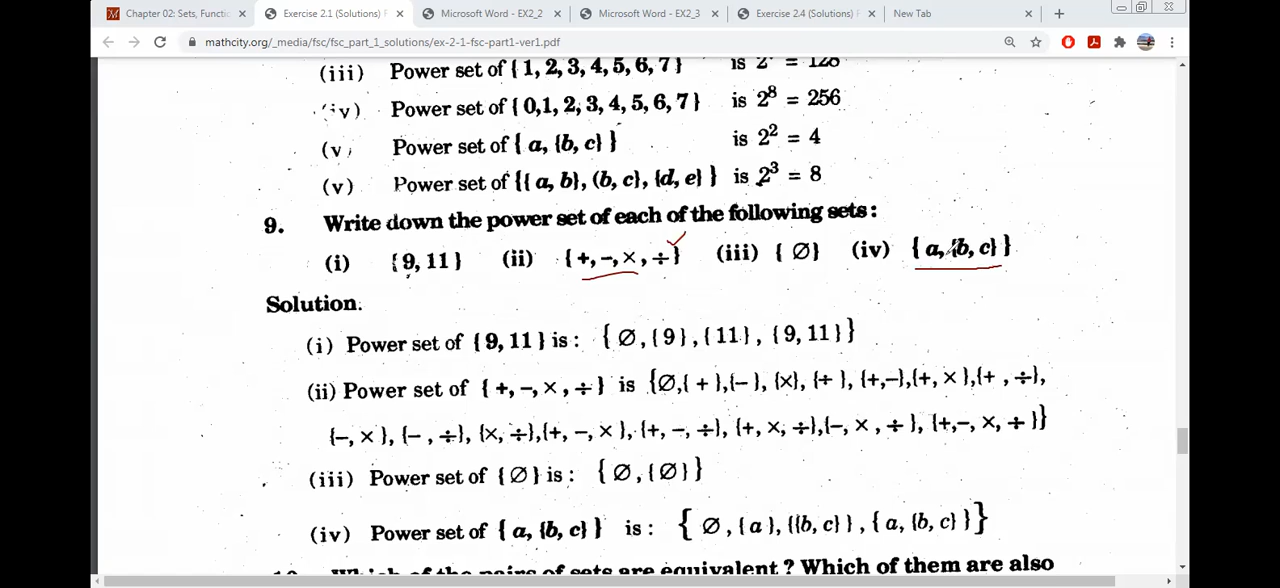 Chapter 02: Sets, Functio
Exercise 2.1 (Solutions)
Microsoft Word - EX2_2
Microsoft Word - EX2_3
Exercise 2.4 (Solutions)
New Tab
mathcity.org/_media/fsc/fsc_part_1_solutions/ex-2-1-fsc-part1-ver1.pdf
(iii) Power set of { 1, 2, 3, 4, 5, 6, 7 } is = 128
iv) Power set of { 0,1, 2, 3, 4, 5, 6, 7 } is 2⁸ = 256
(v) Power set of { a, {b, c} } is 2² = 4
(v) Power set of {{ a, b}, (b, c}, {d, e} } is 2³ = 8
9. Write down the power set of each of the following sets :
(i) {9, 11} (ii) {+, –, ×, ÷} (iii) { ∅} (iv) { a, {b, c} }
Solution.
(i) Power set of {9, 11} is : { ∅, {9}, {11}, {9, 11}}
(ii) Power set of {+, –, ×, ÷} is {∅,{ + },{– }, {×}, {÷ }, {+,–},{+, × },{+ , ÷},
{–, × }, {– , ÷}, {×, ÷},{+, –, × }, {+, –, ÷}, {+, ×, ÷},{–, × , ÷ }, {+,–, ×, ÷ }}
(iii) Power set of {∅} is : { ∅, {∅}}
(iv) Power set of { a, {b, c} } is : { ∅, {a}, {{b, c}}, { a, {b, c} }}
Which of the pairs of sets are equivalent ? Which of them are also